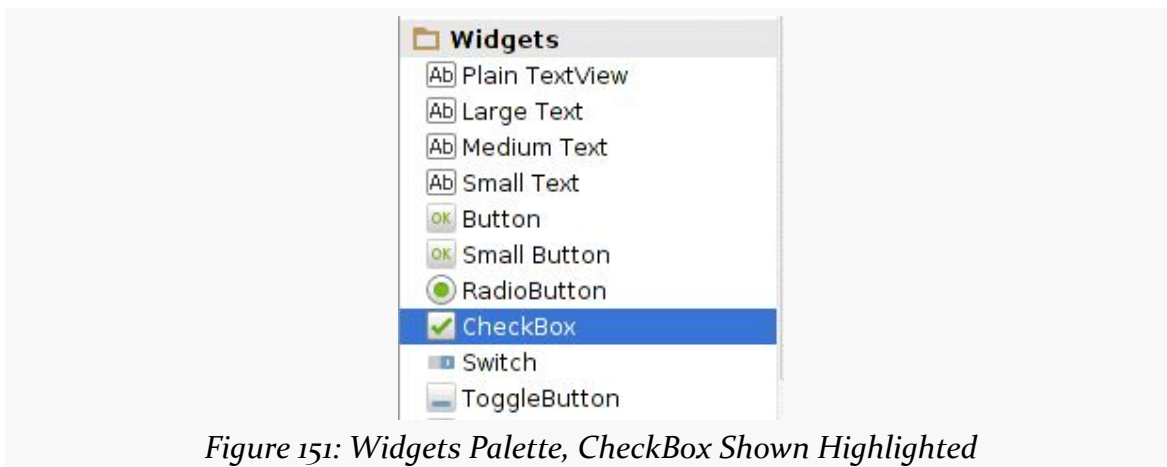 Widgets
Ab Plain TextView
Ab Large Text
Ab Medium Text
Ab Small Text
OK Button
OK Small Button
RadioButton
CheckBox
Switch
ToggleButton
Figure 151: Widgets Palette, CheckBox Shown Highlighted